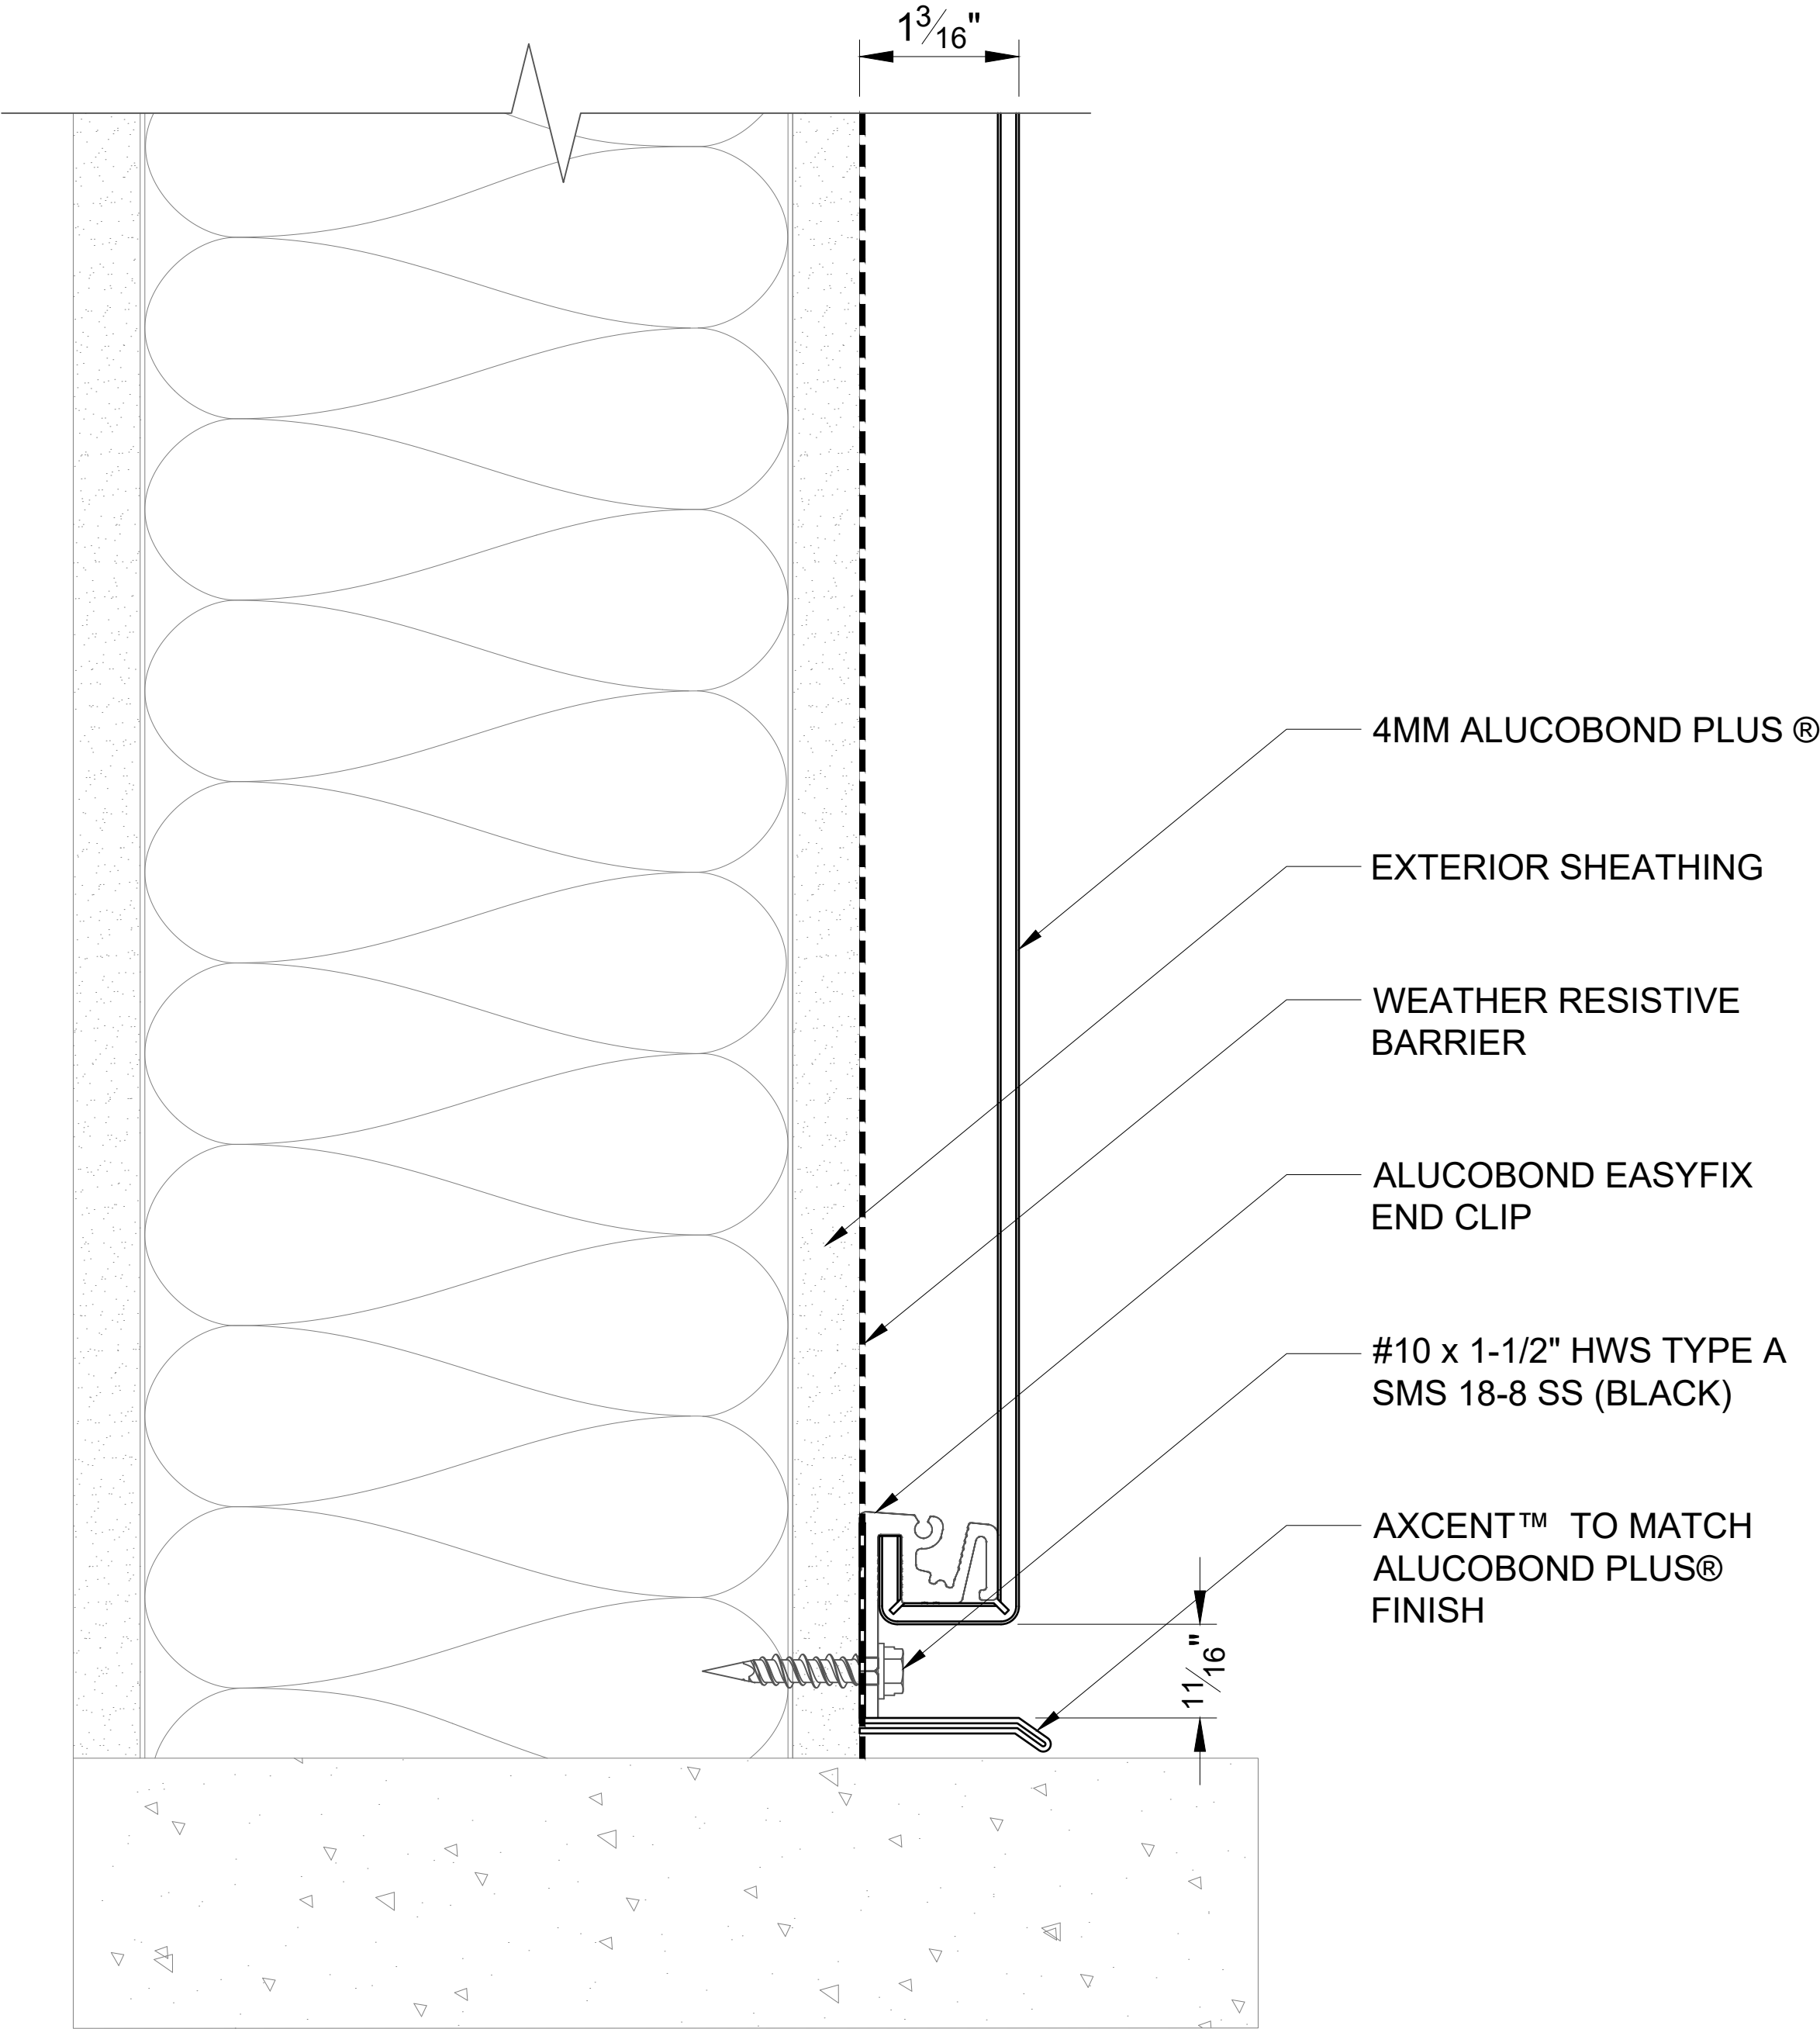 1 3/16"
4MM ALUCOBOND PLUS ®
EXTERIOR SHEATHING
WEATHER RESISTIVE
BARRIER
ALUCOBOND EASYFIX
END CLIP
#10 x 1-1/2" HWS TYPE A
SMS 18-8 SS (BLACK)
AXCENT™ TO MATCH
ALUCOBOND PLUS®
FINISH
11/16"